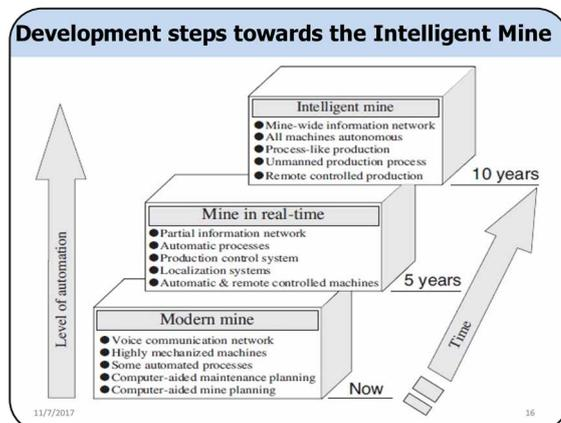 Development steps towards the Intelligent Mine
Intelligent mine
●Mine-wide information network
●All machines autonomous
●Process-like production
●Unmanned production process
●Remote controlled production
10 years
Mine in real-time
●Partial information network
●Automatic processes
●Production control system
●Localization systems
●Automatic & remote controlled machines
5 years
Modern mine
●Voice communication network
●Highly mechanized machines
●Some automated processes
●Computer-aided maintenance planning
●Computer-aided mine planning
Now
Level of automation
Time
11/7/2017
16